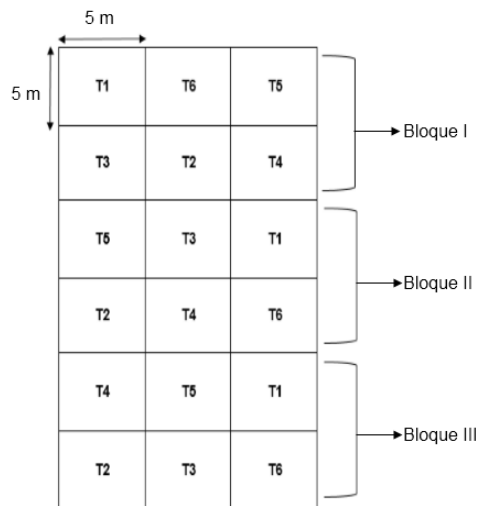 5 m
5 m
T1 T6 T5
Bloque I
T3 T2 T4
T5 T3 T1
Bloque II
T2 T4 T6
T4 T5 T1
Bloque III
T2 T3 T6